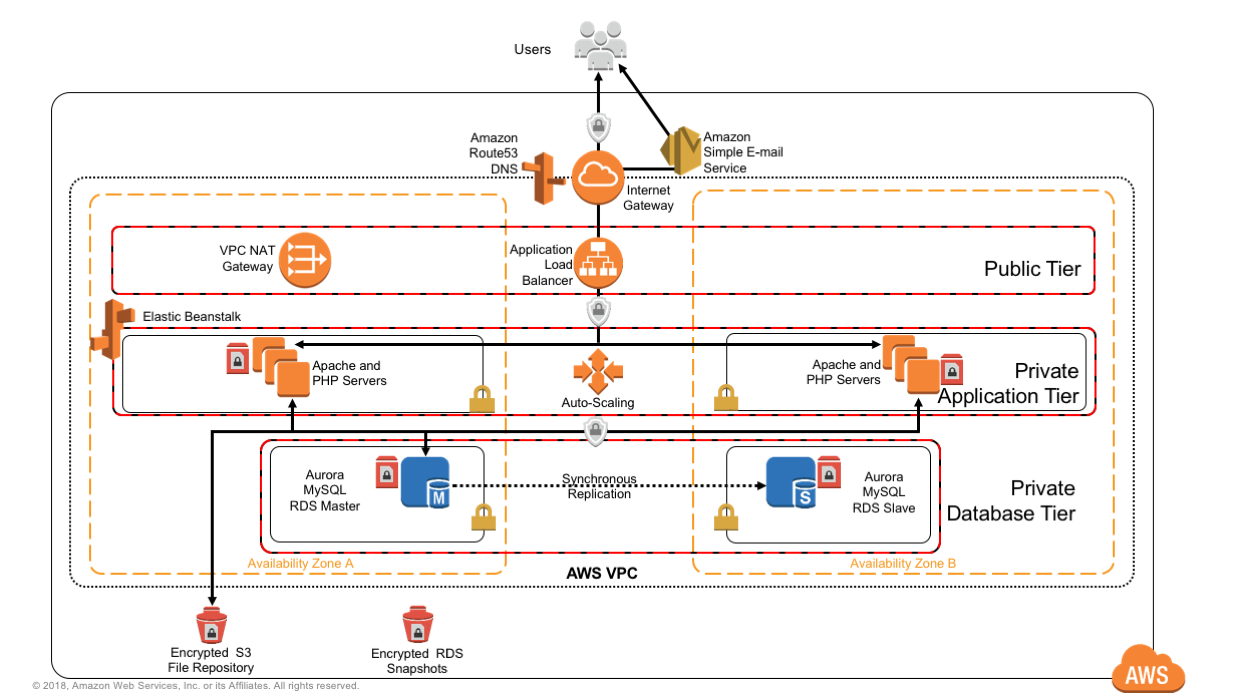 Users
Amazon
Route53
DNS
Amazon
Simple E-mail
Service
Internet
Gateway
VPC NAT
Gateway
Application
Load
Balancer
Public Tier
Elastic Beanstalk
Apache and
PHP Servers
Auto-Scaling
Apache and
PHP Servers
Private
Application Tier
Aurora
MySQL
RDS Master
M
Synchronous
Replication
S
Aurora
MySQL
RDS Slave
Private
Database Tier
Availability Zone A
Availability Zone B
AWS VPC
Encrypted S3
File Repository
Encrypted RDS
Snapshots
AWS
© 2018, Amazon Web Services, Inc. or its Affiliates. All rights reserved.